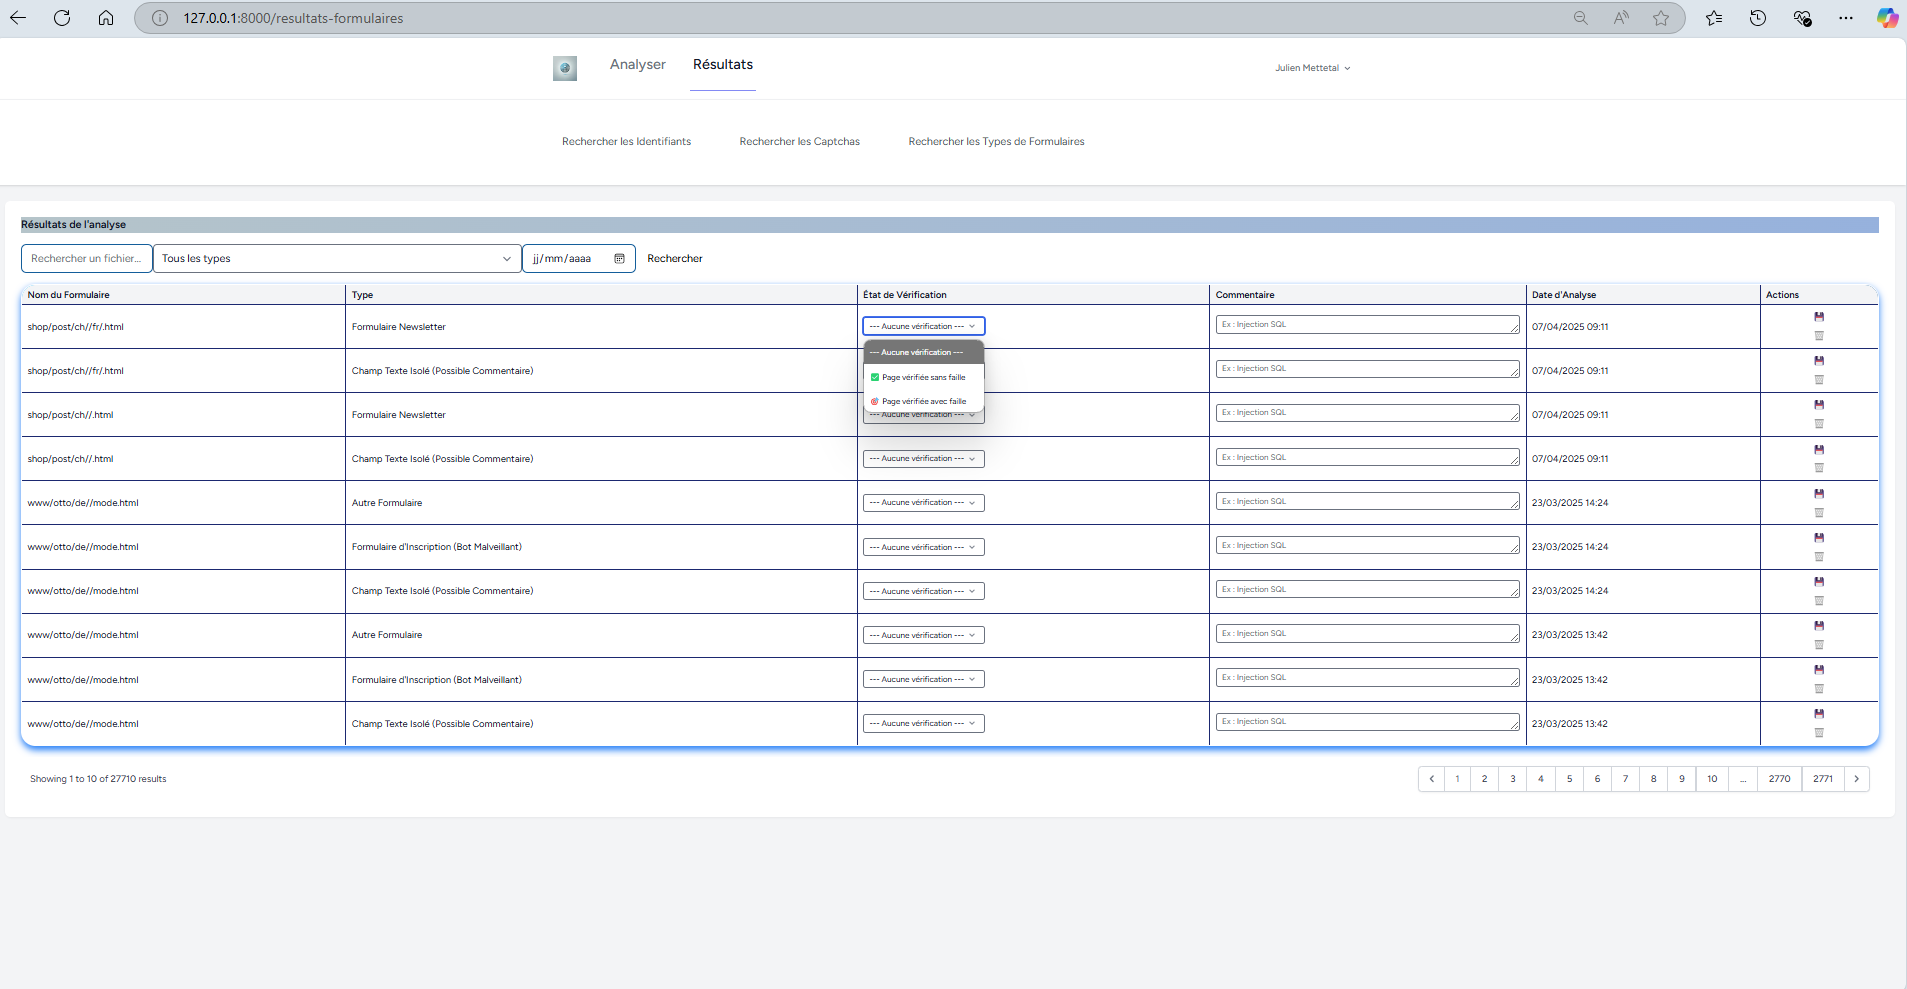 127.0.0.1:8000/resultats-formulaires
Analyser Résultats Julien Mettetal
Rechercher les Identifiants Rechercher les Captchas Rechercher les Types de Formulaires
Résultats de l'analyse
Rechercher un fichier... Tous les types jj/mm/aaaa Rechercher
Nom du Formulaire Type État de Vérification Commentaire Date d'Analyse Actions
shop/post/ch//fr/.html Formulaire Newsletter --- Aucune vérification --- Ex : Injection SQL 07/04/2025 09:11
--- Aucune vérification ---
shop/post/ch//fr/.html Champ Texte Isolé (Possible Commentaire) Page vérifiée sans faille Ex : Injection SQL 07/04/2025 09:11
Page vérifiée avec faille
shop/post/ch//.html Formulaire Newsletter --- Aucune vérification --- Ex : Injection SQL 07/04/2025 09:11
shop/post/ch//.html Champ Texte Isolé (Possible Commentaire) --- Aucune vérification --- Ex : Injection SQL 07/04/2025 09:11
www/otto/de//mode.html Autre Formulaire --- Aucune vérification --- Ex : Injection SQL 23/03/2025 14:24
www/otto/de//mode.html Formulaire d'Inscription (Bot Malveillant) --- Aucune vérification --- Ex : Injection SQL 23/03/2025 14:24
www/otto/de//mode.html Champ Texte Isolé (Possible Commentaire) --- Aucune vérification --- Ex : Injection SQL 23/03/2025 14:24
www/otto/de//mode.html Autre Formulaire --- Aucune vérification --- Ex : Injection SQL 23/03/2025 13:42
www/otto/de//mode.html Formulaire d'Inscription (Bot Malveillant) --- Aucune vérification --- Ex : Injection SQL 23/03/2025 13:42
www/otto/de//mode.html Champ Texte Isolé (Possible Commentaire) --- Aucune vérification --- Ex : Injection SQL 23/03/2025 13:42
Showing 1 to 10 of 27710 results 1 2 3 4 5 6 7 8 9 10 ... 2770 2771